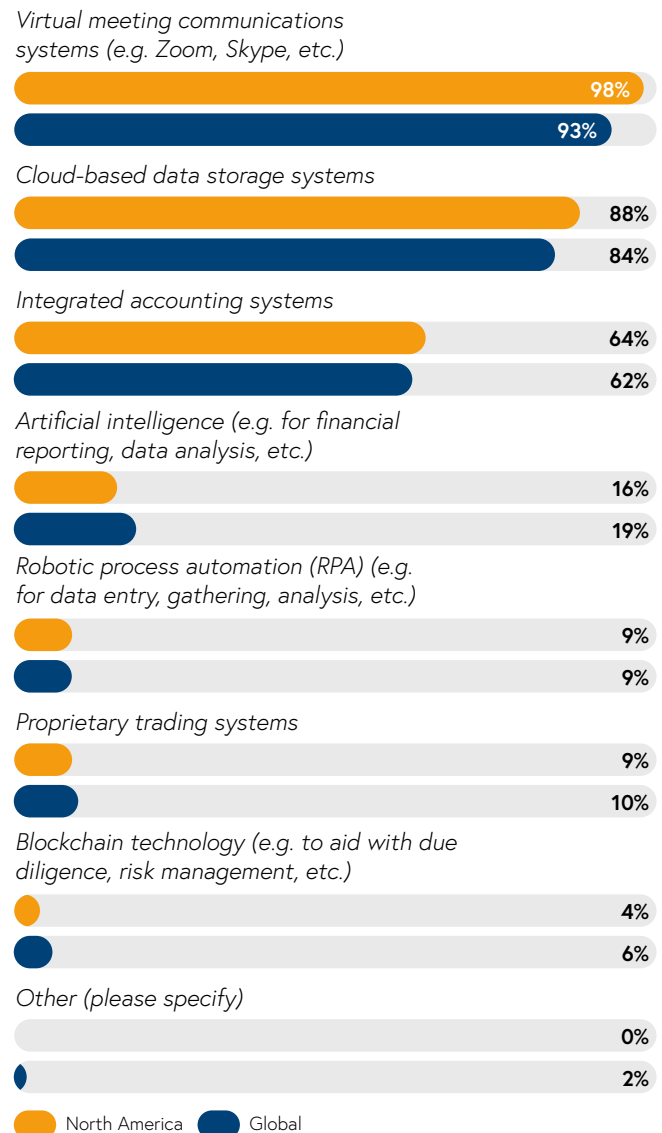 Virtual meeting communications
systems (e.g. Zoom, Skype, etc.)
98%
93%
Cloud-based data storage systems
88%
84%
Integrated accounting systems
64%
62%
Artificial intelligence (e.g. for financial
reporting, data analysis, etc.)
16%
19%
Robotic process automation (RPA) (e.g.
for data entry, gathering, analysis, etc.)
9%
9%
Proprietary trading systems
9%
10%
Blockchain technology (e.g. to aid with due
diligence, risk management, etc.)
4%
6%
Other (please specify)
0%
2%
North America Global